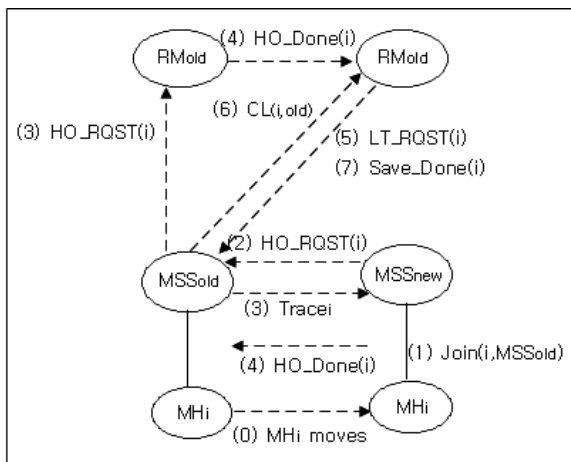 (4) HO_Done(i)
RMold
RMold
(6) CL(i,old)
(3) HO_RQST(i)
(5) LT_RQST(i)
(7) Save_Done(i)
(2) HO_RQST(i)
MSSold
MSSnew
(3) Tracei
(1) Join(i,MSSold)
(4) HO_Done(i)
MHi
MHi
(0) MHi moves